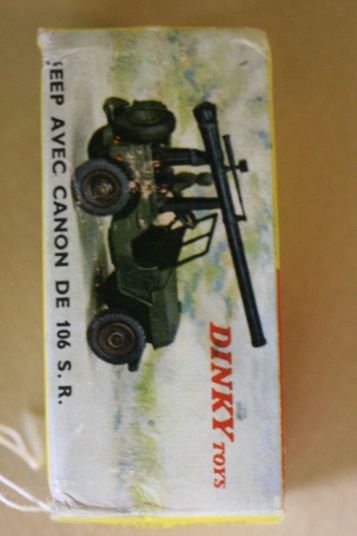 DINKY TOYS
JEEP AVEC CANON DE 106 S.R.